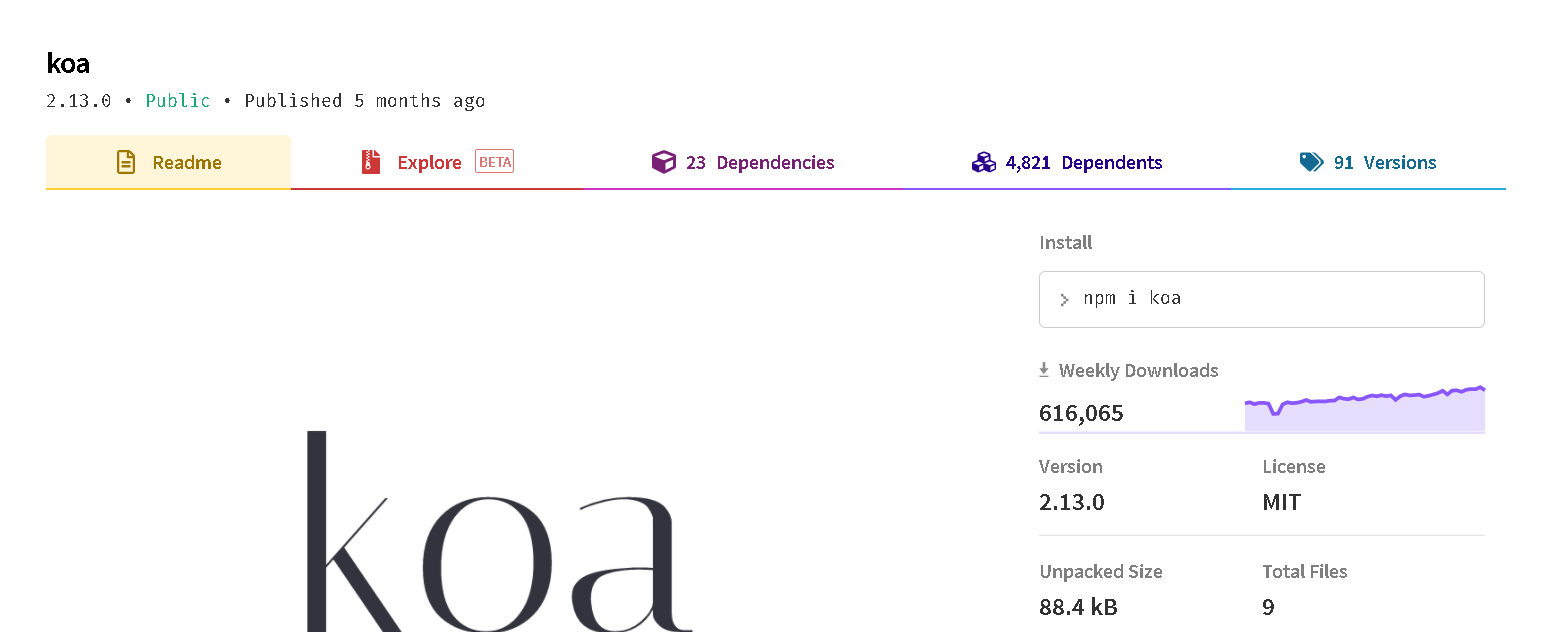 koa
2.13.0 • Public • Published 5 months ago
Readme
Explore BETA
23 Dependencies
4,821 Dependents
91 Versions
Install
npm i koa
Weekly Downloads
616,065
Version
License
2.13.0
MIT
Unpacked Size
Total Files
88.4 kB
9
koa